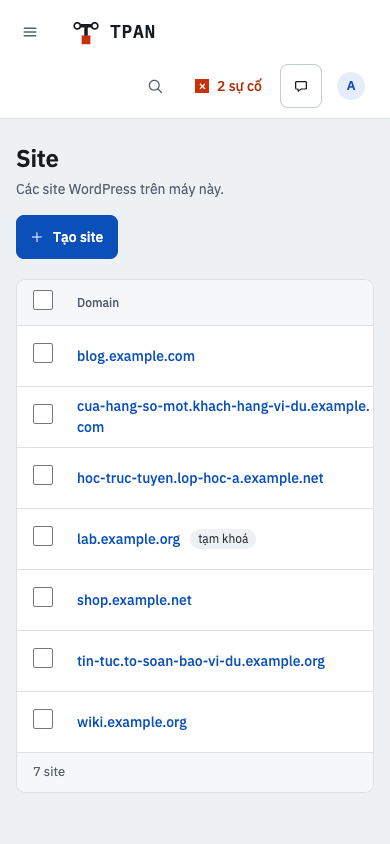 TPAN
2 sự cố
A
Site
Các site WordPress trên máy này.
Tạo site
Domain
blog.example.com
cua-hang-so-mot.khach-hang-vi-du.example.
com
hoc-truc-tuyen.lop-hoc-a.example.net
lab.example.org tạm khoá
shop.example.net
tin-tuc.to-soan-bao-vi-du.example.org
wiki.example.org
7 site